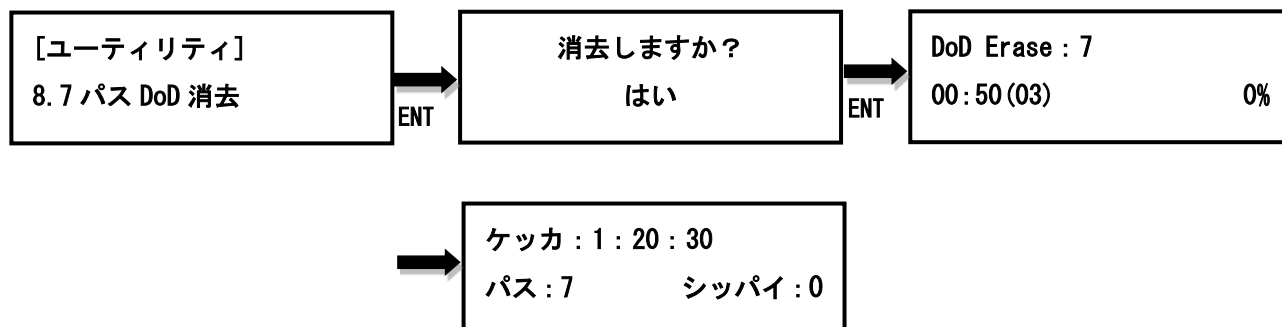 [ユーティリティ]
8.7 パス DoD 消去
ENT
消去しますか？
はい
ENT
DoD Erase：7
00：50(03) 0%
ケッカ：1：20：30
パス：7 シッパイ：0